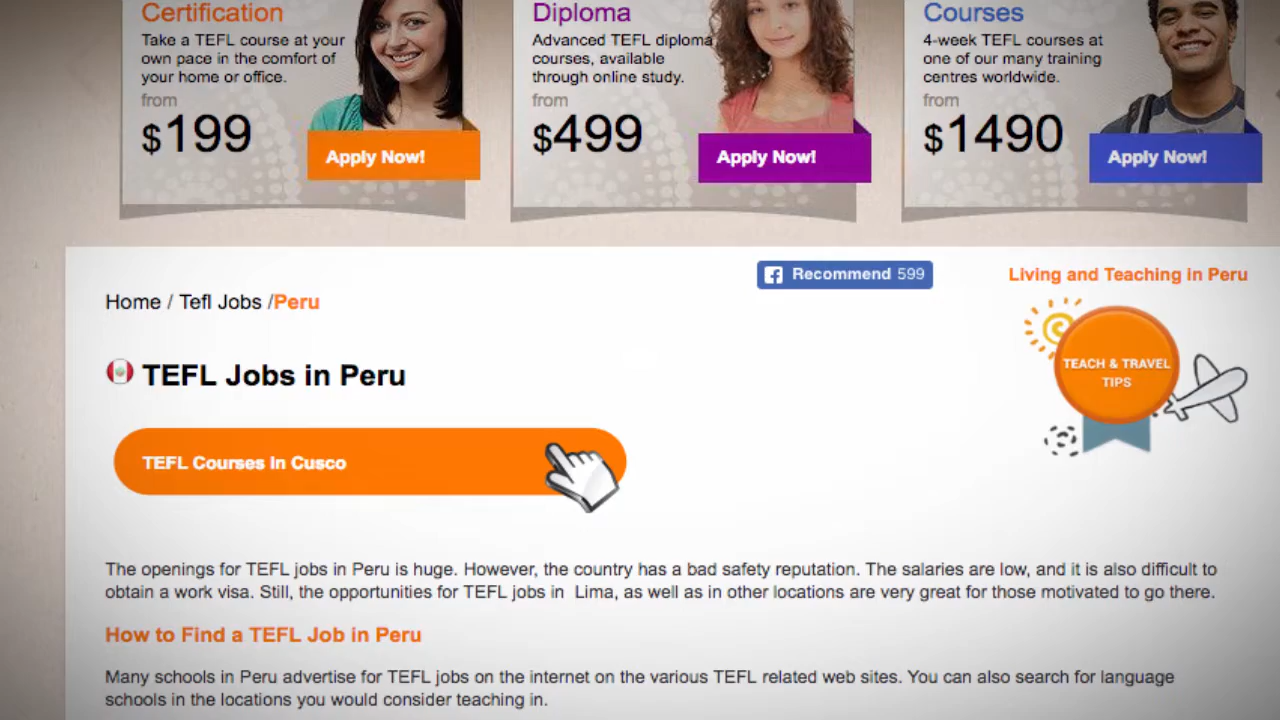 Certification
Take a TEFL course at your
own pace in the comfort of
your home or office.
from
$199
Apply Now!
Diploma
Advanced TEFL diploma
courses, available
through online study.
from
$499
Apply Now!
Courses
4-week TEFL courses at
one of our many training
centres worldwide.
from
$1490
Apply Now!
Recommend 599
Living and Teaching in Peru
Home / Tefl Jobs /Peru
TEACH & TRAVEL
TIPS
TEFL Jobs in Peru
TEFL Courses In Cusco
The openings for TEFL jobs in Peru is huge. However, the country has a bad safety reputation. The salaries are low, and it is also difficult to
obtain a work visa. Still, the opportunities for TEFL jobs in  Lima, as well as in other locations are very great for those motivated to go there.
How to Find a TEFL Job in Peru
Many schools in Peru advertise for TEFL jobs on the internet on the various TEFL related web sites. You can also search for language
schools in the locations you would consider teaching in.